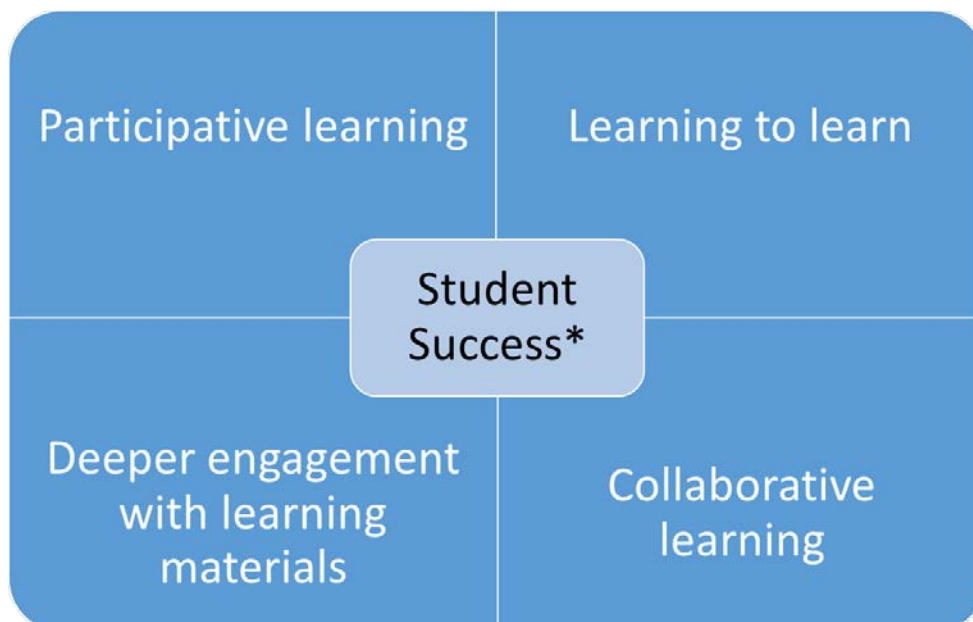 Participative learning
Learning to learn
Student
Success*
Deeper engagement
with learning
materials
Collaborative
learning